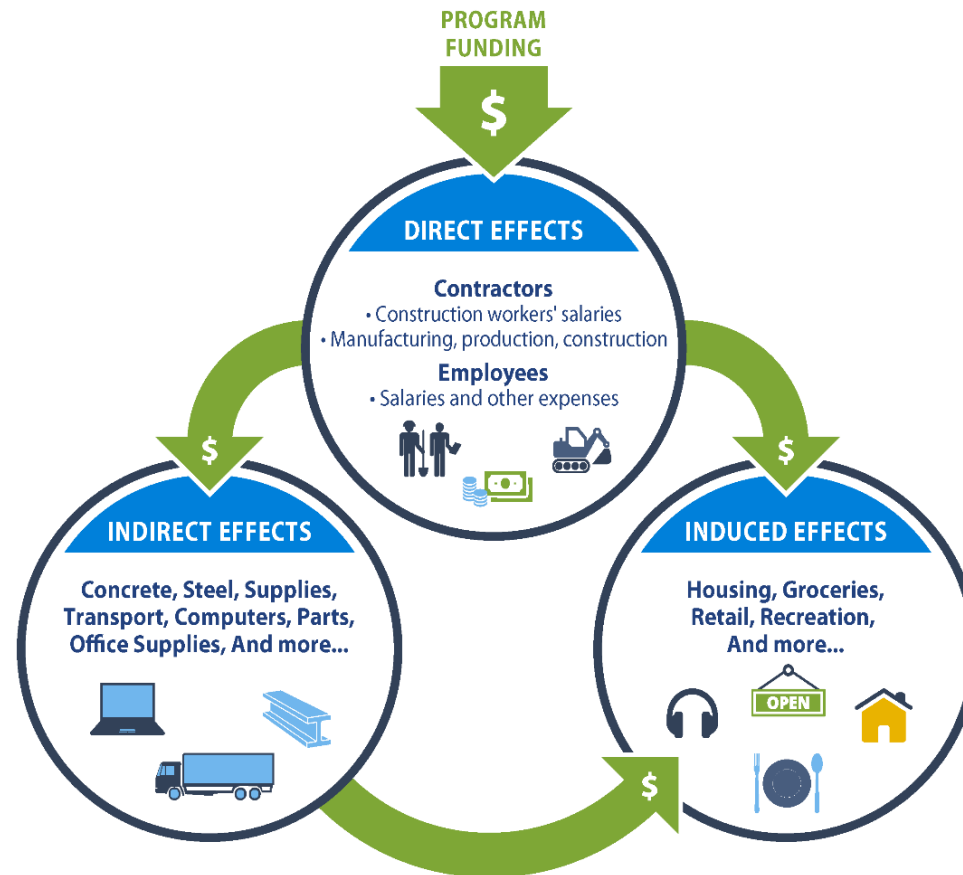 PROGRAM
FUNDING
$
DIRECT EFFECTS
Contractors
• Construction workers' salaries
• Manufacturing, production, construction
Employees
• Salaries and other expenses
$
$
INDIRECT EFFECTS
Concrete, Steel, Supplies,
Transport, Computers, Parts,
Office Supplies, And more...
INDUCED EFFECTS
Housing, Groceries,
Retail, Recreation,
And more...
OPEN
$